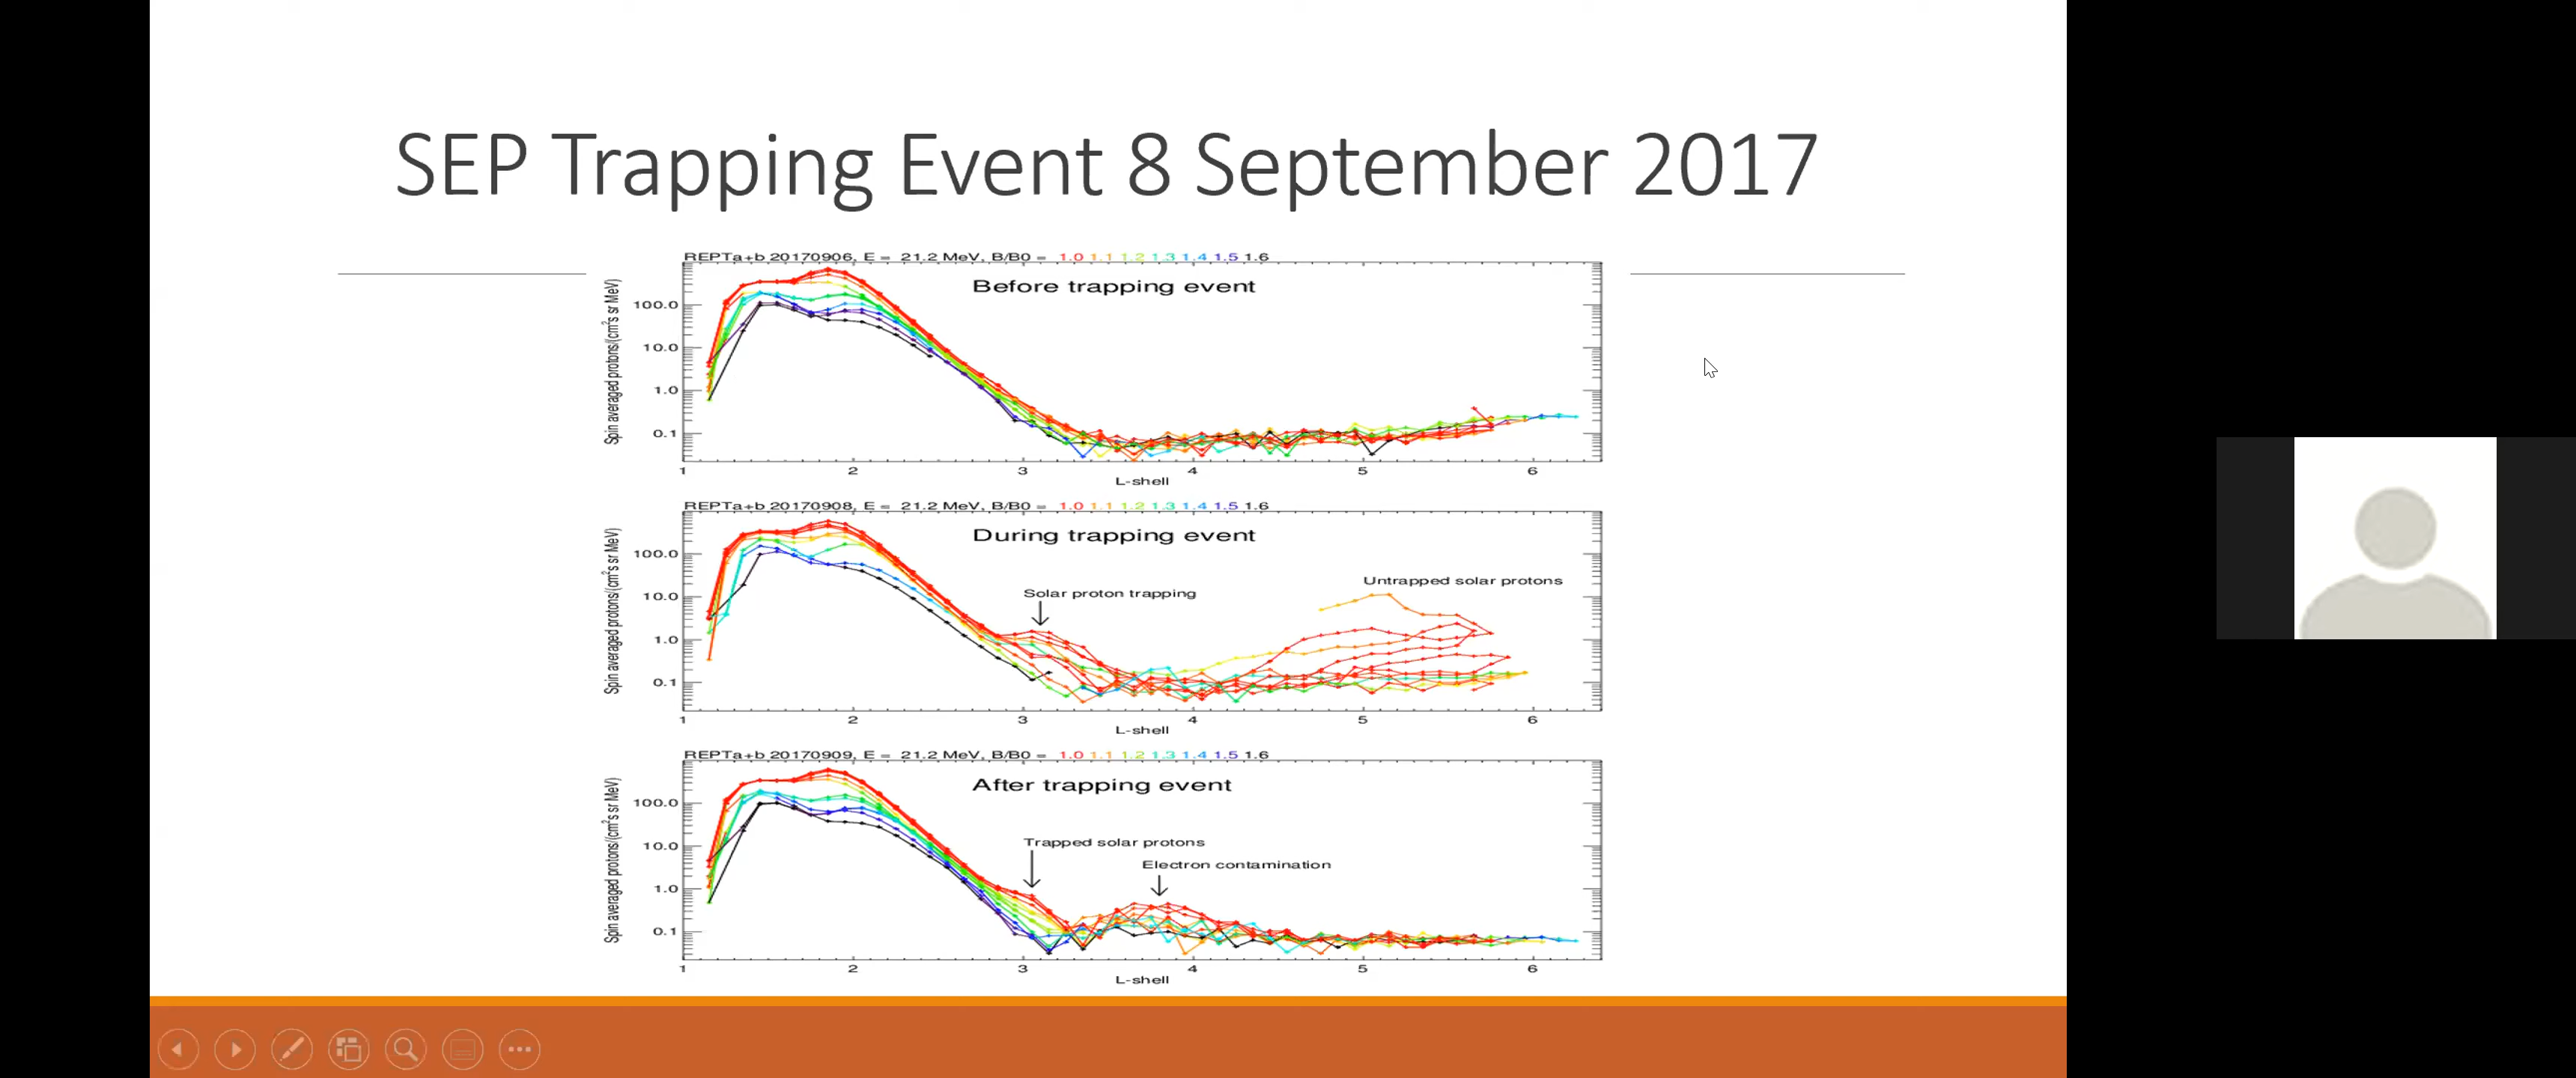 SEP Trapping Event 8 September 2017
REPTa+b 20170906, E = 21.2 MeV, B/B0 = 1.0 1.1 1.2 1.3 1.4 1.5 1.6
Before trapping event
Spin averaged protons/(cm²s sr MeV)
100.0
10.0
1.0
0.1
1 2 3 4 5 6
L-shell
REPTa+b 20170908, E = 21.2 MeV, B/B0 = 1.0 1.1 1.2 1.3 1.4 1.5 1.6
During trapping event
Spin averaged protons/(cm²s sr MeV)
100.0
Untrapped solar protons
Solar proton trapping
10.0
1.0
0.1
1 2 3 4 5 6
L-shell
REPTa+b 20170909, E = 21.2 MeV, B/B0 = 1.0 1.1 1.2 1.3 1.4 1.5 1.6
After trapping event
Spin averaged protons/(cm²s sr MeV)
100.0
Trapped solar protons
10.0
Electron contamination
1.0
0.1
1 2 3 4 5 6
L-shell